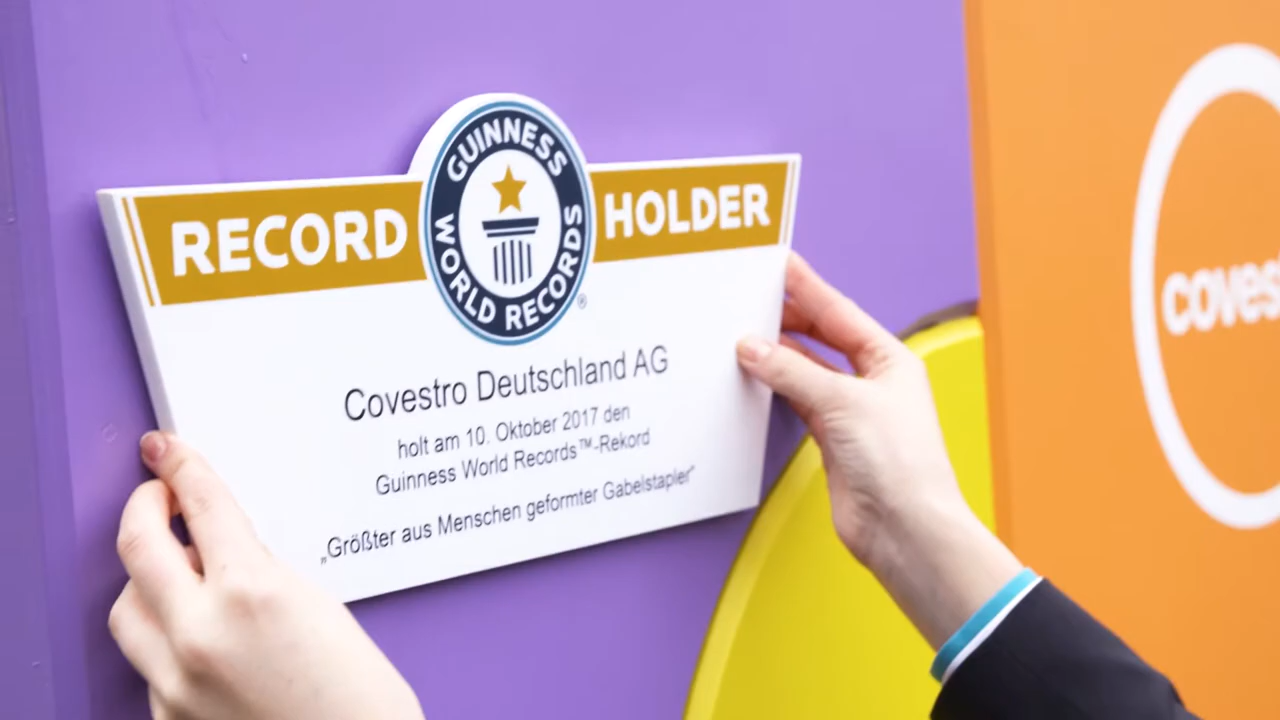 RECORD HOLDER
GUINNESS
WORLD RECORDS
®
Covestro Deutschland AG
holt am 10. Oktober 2017 den
Guinness World Records™-Rekord
„Größter aus Menschen geformter Gabelstapler“
coves